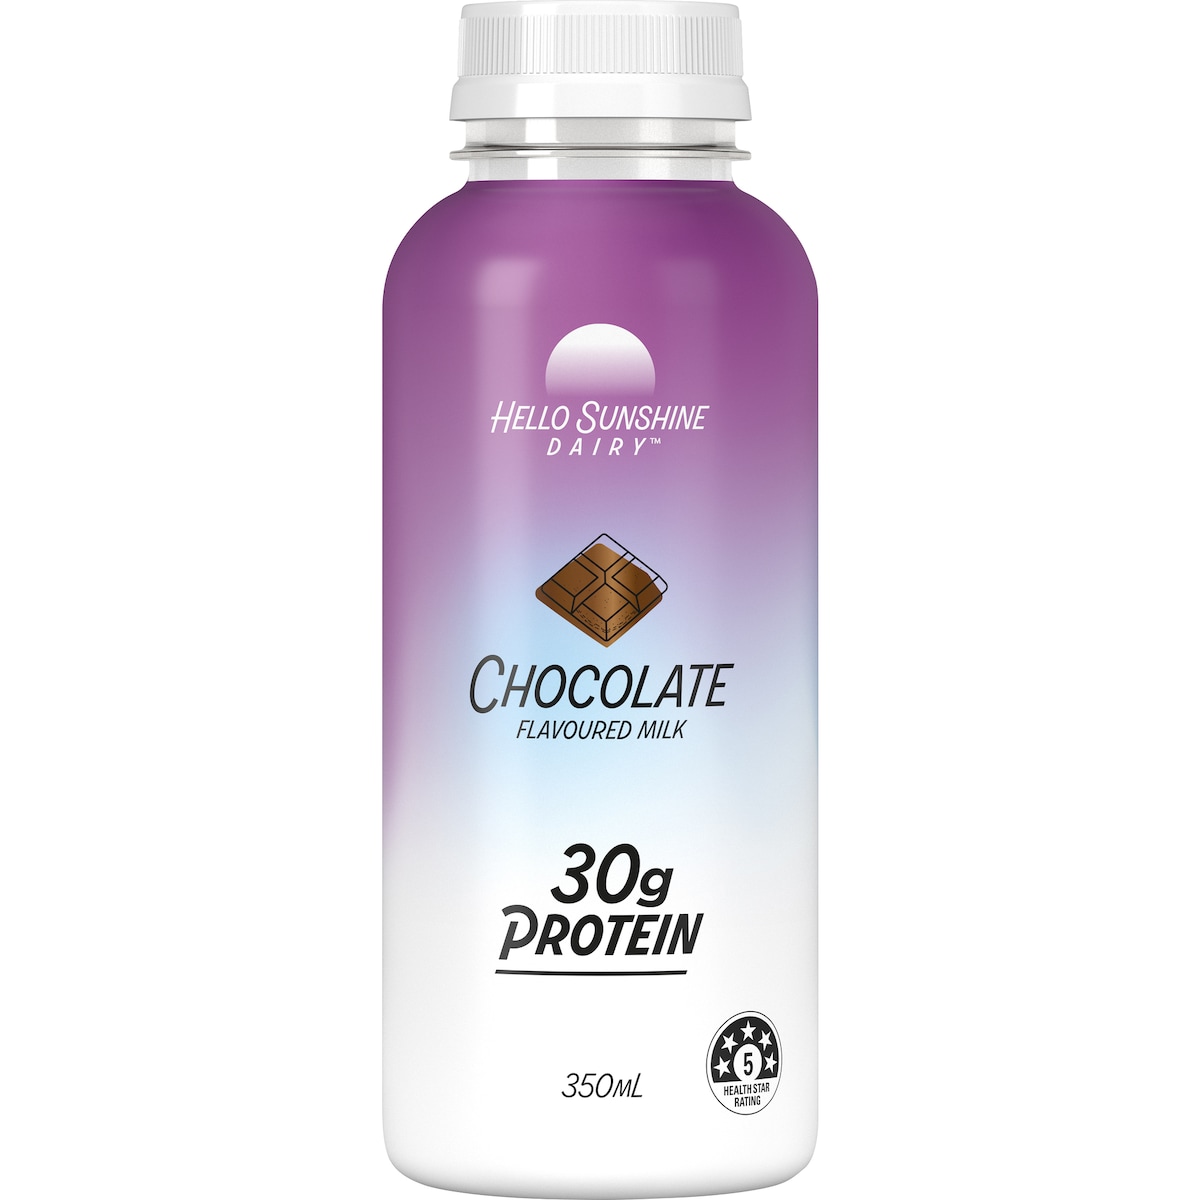 HELLO SUNSHINE
DAIRY™
CHOCOLATE
FLAVOURED MILK
30g
PROTEIN
350ML
5
HEALTH STAR
RATING